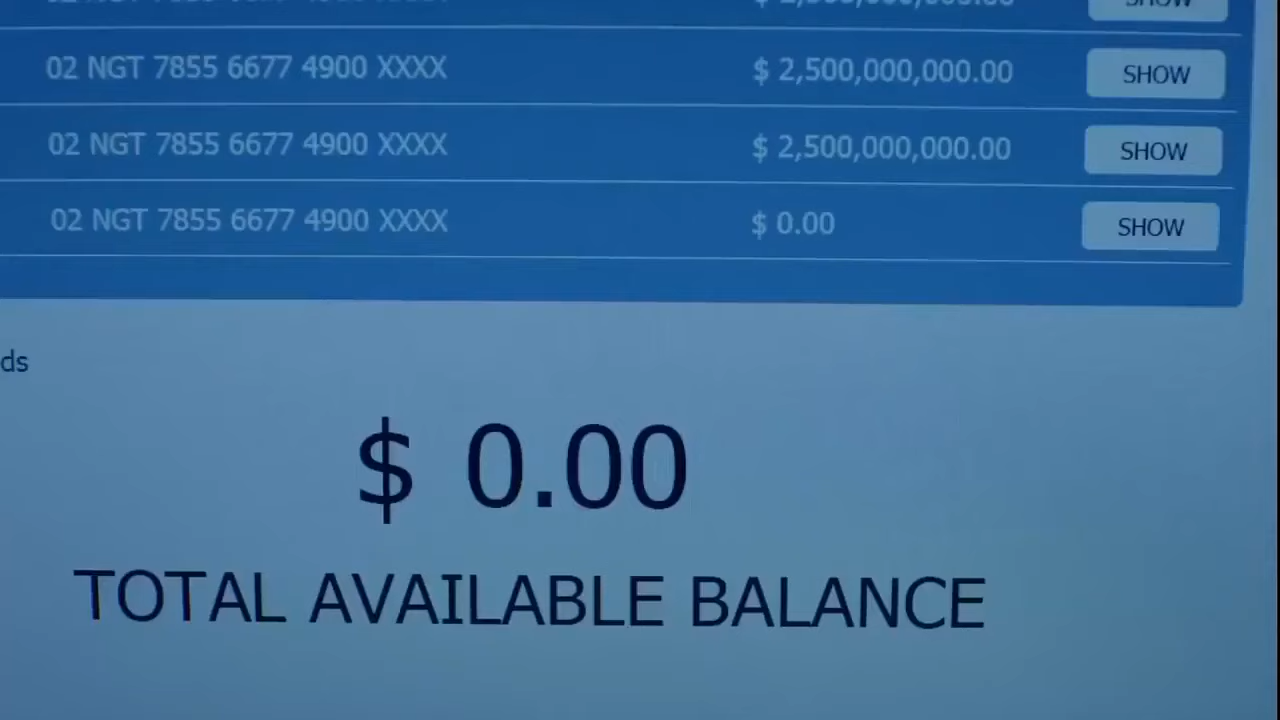 02 NGT 7855 6677 4900 XXXX $ 2,500,000,000.00 SHOW
02 NGT 7855 6677 4900 XXXX $ 2,500,000,000.00 SHOW
02 NGT 7855 6677 4900 XXXX $ 0.00 SHOW
ds
$ 0.00
TOTAL AVAILABLE BALANCE